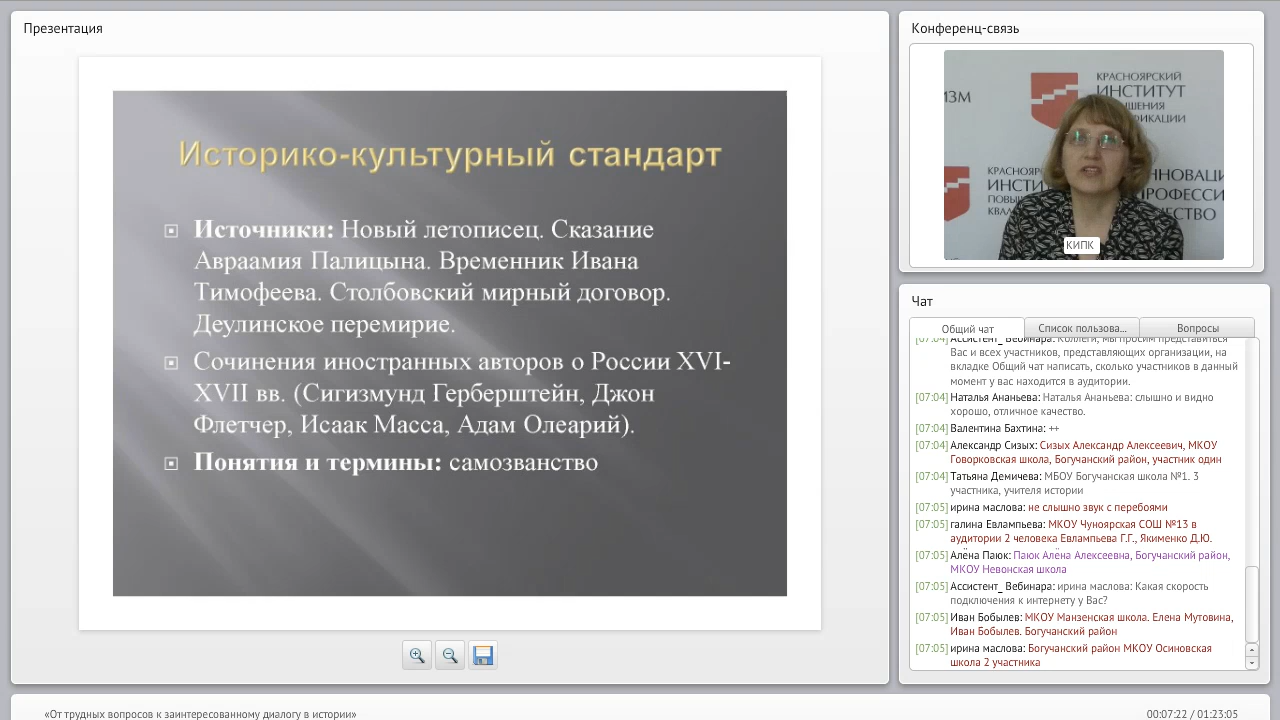 Презентация
Историко-культурный стандарт
Источники: Новый летописец. Сказание
Авраамия Палицына. Временник Ивана
Тимофеева. Столбовский мирный договор.
Деулинское перемирие.
Сочинения иностранных авторов о России XVI-
XVII вв. (Сигизмунд Герберштейн, Джон
Флетчер, Исаак Масса, Адам Олеарий).
Понятия и термины: самозванство
Конференц-связь
ИЗМ
КРАСНОЯРСКИЙ
ИНСТИТУТ
КИПК
Чат
Общий чат
Список пользова...
Вопросы
[07:04] Ассистент_ Вебинара: Коллеги, мы просим представиться
Вас и всех участников, представляющих организации, на
вкладке Общий чат написать, сколько участников в данный
момент у вас находится в аудитории.
[07:04] Наталья Ананьева: Наталья Ананьева: слышно и видно
хорошо, отличное качество.
[07:04] Валентина Бахтина: ++
[07:04] Александр Сизых: Сизых Александр Алексеевич, МКОУ
Говорковская школа, Богучанский район, участник один
[07:04] Татьяна Демичева: МБОУ Богучанская школа №1. 3
участника, учителя истории
[07:05] ирина маслова: не слышно звук с перебоями
[07:05] галина Евлампьева: МКОУ Чуноярская СОШ №13 в
аудитории 2 человека Евлампьева Г.Г., Якименко Д.Ю.
[07:05] Алёна Паюк: Паюк Алёна Алексеевна, Богучанский район,
МКОУ Невонская школа
[07:05] Ассистент_ Вебинара: ирина маслова: Какая скорость
подключения к интернету у Вас?
[07:05] Иван Бобылев: МКОУ Манзенская школа. Елена Мутовина,
Иван Бобылев. Богучанский район
[07:05] ирина маслова: Богучанский район МКОУ Осиновская
школа 2 участника
«От трудных вопросов к заинтересованному диалогу в истории»
00:07:22 / 01:23:05